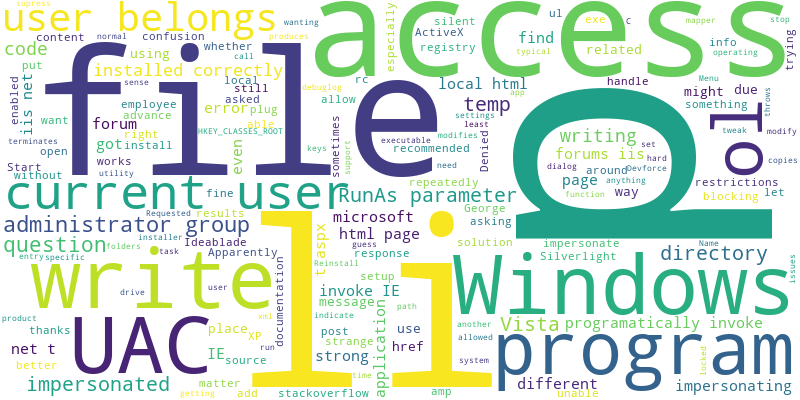 supress
user belongs
wanting
content
normal
confusion
whether
code
produces
put
using
call
installed correctly
file
access
especially
silent
ul
exe
c
mapper
stop
ActiveX
registry
find
related
info
operating
typical
trying
enabled
iis net
sense
local
still
debuglog
app
employee
advance
error
asked
plug
rc
allow
local html
temp
handle
might
due
something
want
forum
right
able
HKEY_CLASSES_ROOT
keys
support
sometimes
executable
modifies
settings
least
Denied
writing
forums iis
set
hard
tweak
Menu
ol
throws
modify
open
got
install
even
terminates
utility
works
Start
without
fine
recommended
need
page
dialog
around
Devforce
anything
way
function
restrictions
copies
blocking
let
g
current user
RunAs parameter
repeatedly
George
asking
administrator group
Requested
results
microsoft
html page
question
installer
Ideablade
folders
Apparently
entry
specific
task
guess
response
solution
impersonate
Silverlight
Name
directory
write
li
t aspx
documentation
Reinstall
setup
invoke IE
message
Windows
issues
drive
user
indicate
path
another
allowed
Vista
programatically invoke
product
thanks
UAC
place
XP
xml
application
post
strange
use
href
net t
better
IE
source
run
strong
system
program
locked
impersonated
matter
getting
add
time
stackoverflow
amp
different
unable
impersonating